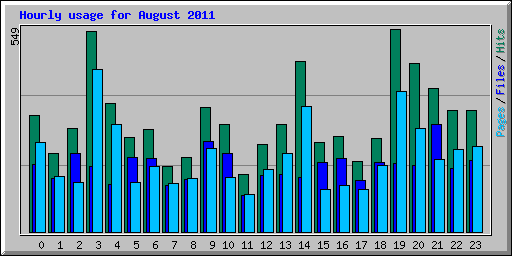 Hourly usage for August 2011
549
Pages / Files / Hits
0 1 2 3 4 5 6 7 8 9 10 11 12 13 14 15 16 17 18 19 20 21 22 23